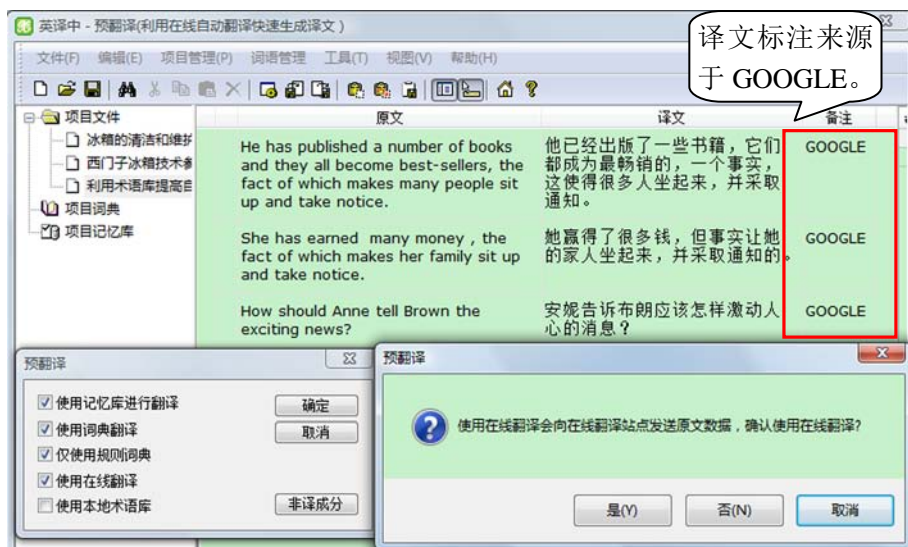 英译中 - 预翻译(利用在线自动翻译快速生成译文)
译文标注来源
于 GOOGLE。
文件(F) 编辑(E) 项目管理(P) 词语管理 工具(T) 视图(V) 帮助(H)
原文 译文 备注
项目文件
冰箱的清洁和维护
西门子冰箱技术参
利用术语库提高自
项目词典
项目记忆库
He has published a number of books
and they all become best-sellers, the
fact of which makes many people sit
up and take notice.
他已经出版了一些书籍，它们
都成为最畅销的，一个事实，
这使得很多人坐起来，并采取
通知。
GOOGLE
She has earned many money , the
fact of which makes her family sit up
and take notice.
她赢得了很多钱，但事实让她
的家人坐起来，并采取通知的。
GOOGLE
How should Anne tell Brown the
exciting news?
安妮告诉布朗应该怎样激动人
心的消息？
GOOGLE
预翻译
使用记忆库进行翻译
使用词典翻译
仅使用规则词典
使用在线翻译
使用本地术语库
确定
取消
非译成分
预翻译
使用在线翻译会向在线翻译站点发送原文数据，确认使用在线翻译?
是(Y) 否(N) 取消